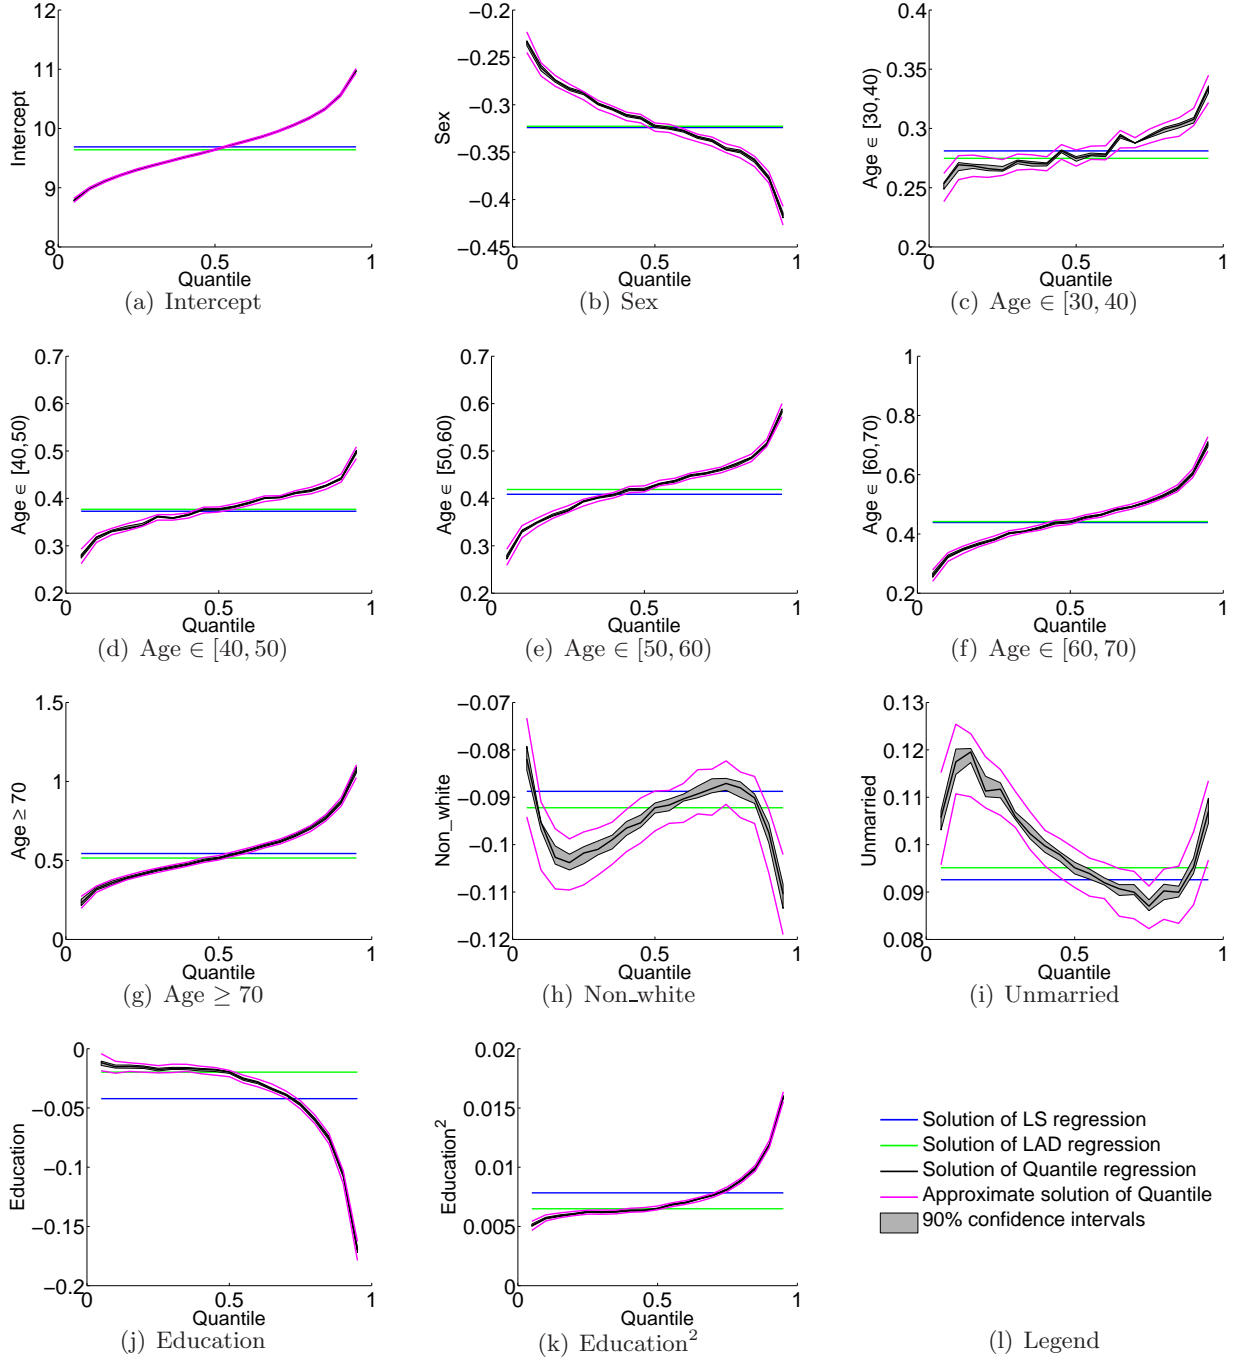 12
11
10
9
8
Intercept
0
0.5
1
Quantile
(a) Intercept
−0.2
−0.25
−0.3
−0.35
−0.4
−0.45
Sex
0
0.5
1
Quantile
(b) Sex
0.4
0.35
0.3
0.25
0.2
Age ∈ [30,40)
0
0.5
1
Quantile
(c) Age ∈ [30, 40)
0.7
0.6
0.5
0.4
0.3
0.2
Age ∈ [40,50)
0
0.5
1
Quantile
(d) Age ∈ [40, 50)
0.7
0.6
0.5
0.4
0.3
0.2
Age ∈ [50,60)
0
0.5
1
Quantile
(e) Age ∈ [50, 60)
1
0.8
0.6
0.4
0.2
0
Age ∈ [60,70)
0
0.5
1
Quantile
(f) Age ∈ [60, 70)
1.5
1
0.5
0
Age ≥ 70
0
0.5
1
Quantile
(g) Age ≥ 70
−0.07
−0.08
−0.09
−0.1
−0.11
−0.12
Non_white
0
0.5
1
Quantile
(h) Non_white
0.13
0.12
0.11
0.1
0.09
0.08
Unmarried
0
0.5
1
Quantile
(i) Unmarried
0
−0.05
−0.1
−0.15
−0.2
Education
0
0.5
1
Quantile
(j) Education
0.02
0.015
0.01
0.005
0
Education²
0
0.5
1
Quantile
(k) Education²
Solution of LS regression
Solution of LAD regression
Solution of Quantile regression
Approximate solution of Quantile
90% confidence intervals
(l) Legend